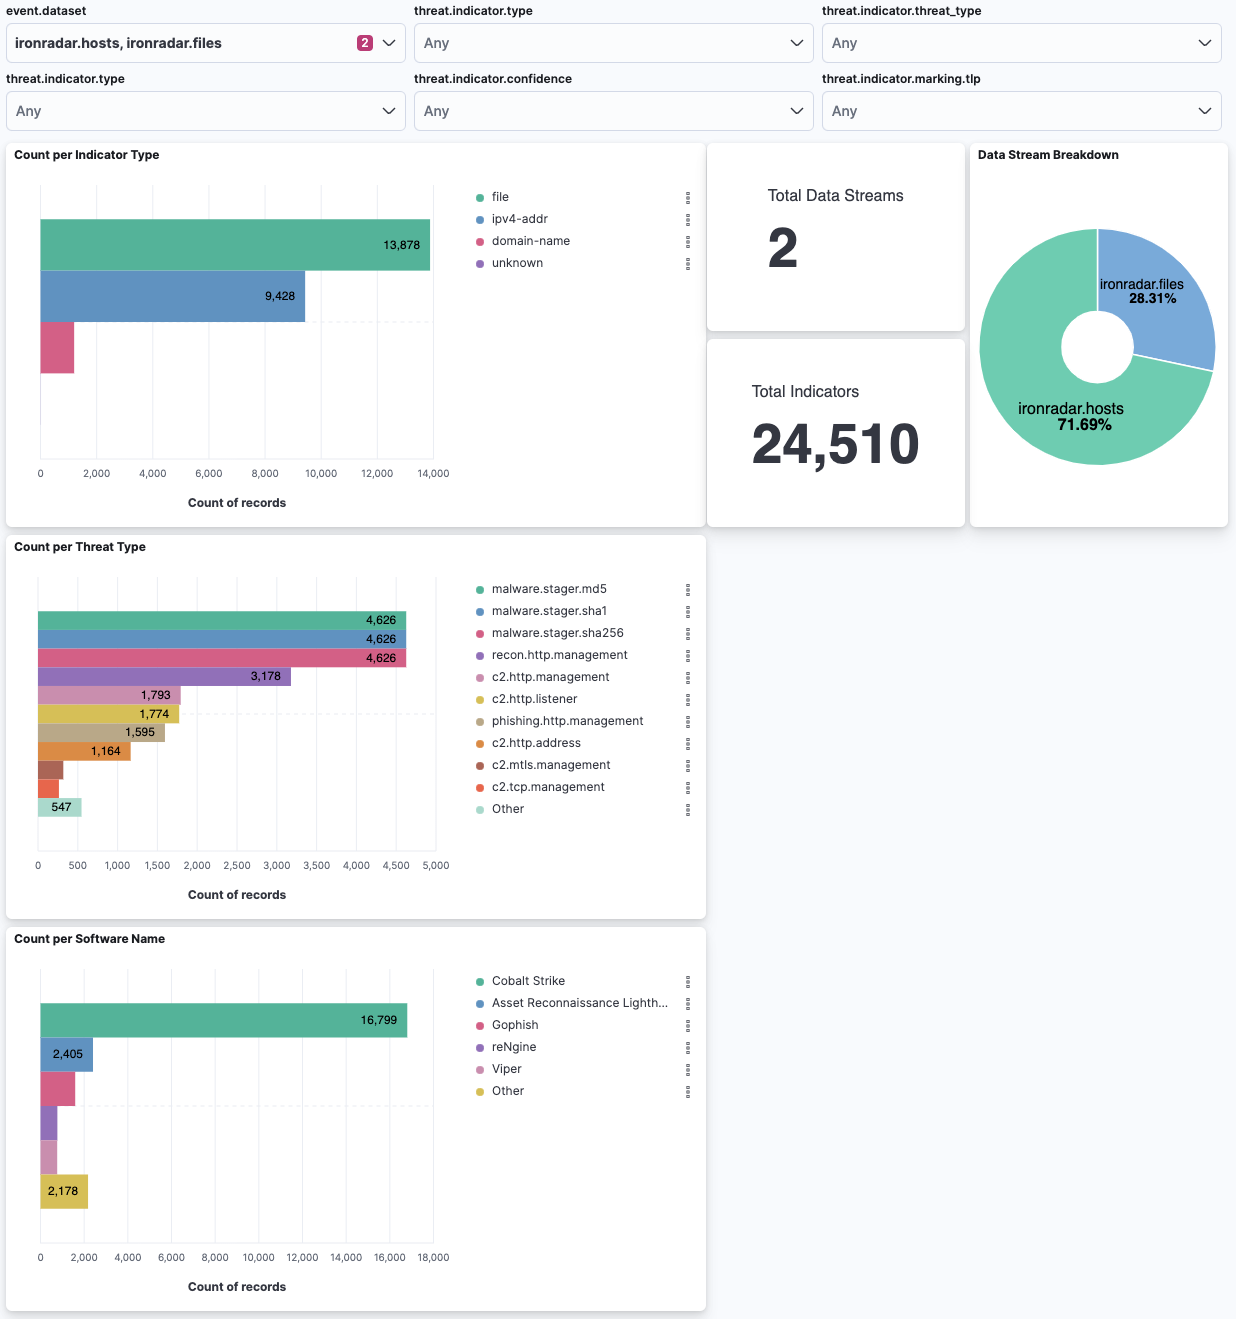 event.dataset
threat.indicator.type
threat.indicator.threat_type
ironradar.hosts, ironradar.files
2
Any
Any
threat.indicator.type
threat.indicator.confidence
threat.indicator.marking.tlp
Any
Any
Any
Count per Indicator Type
13,878
9,428
0
2,000
4,000
6,000
8,000
10,000
12,000
14,000
Count of records
file
ipv4-addr
domain-name
unknown
Total Data Streams
2
Total Indicators
24,510
Data Stream Breakdown
ironradar.files
28.31%
ironradar.hosts
71.69%
Count per Threat Type
4,626
4,626
4,626
3,178
1,793
1,774
1,595
1,164
547
0
500
1,000
1,500
2,000
2,500
3,000
3,500
4,000
4,500
5,000
Count of records
malware.stager.md5
malware.stager.sha1
malware.stager.sha256
recon.http.management
c2.http.management
c2.http.listener
phishing.http.management
c2.http.address
c2.mtls.management
c2.tcp.management
Other
Count per Software Name
16,799
2,405
2,178
0
2,000
4,000
6,000
8,000
10,000
12,000
14,000
16,000
18,000
Count of records
Cobalt Strike
Asset Reconnaissance Lighth...
Gophish
reNgine
Viper
Other